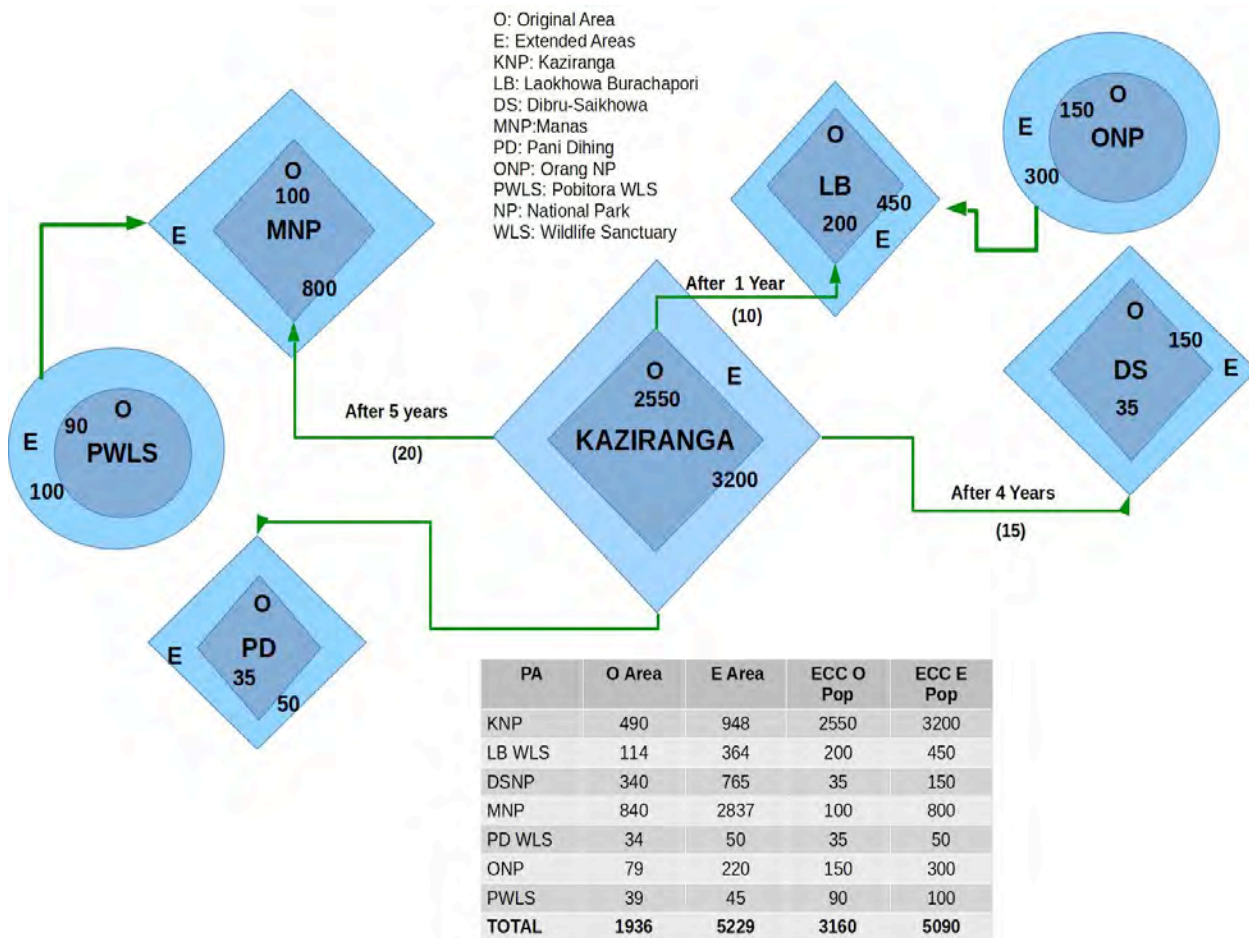 O: Original Area
E: Extended Areas
KNP: Kaziranga
LB: Laokhowa Burachapori
DS: Dibru-Saikhowa
MNP:Manas
PD: Pani Dihing
ONP: Orang NP
PWLS: Pobitora WLS
NP: National Park
WLS: Wildlife Sanctuary
O
100
MNP
E
800
O
LB
450
200
E
O
150
E
ONP
300
After 1 Year
(10)
O
150
E
DS
35
O
E
2550
KAZIRANGA
3200
After 5 years
(20)
O
90
E
PWLS
100
After 4 Years
(15)
O
PD
E
35
50
PA O Area E Area ECC O Pop ECC E Pop
KNP 490 948 2550 3200
LB WLS 114 364 200 450
DSNP 340 765 35 150
MNP 840 2837 100 800
PD WLS 34 50 35 50
ONP 79 220 150 300
PWLS 39 45 90 100
TOTAL 1936 5229 3160 5090